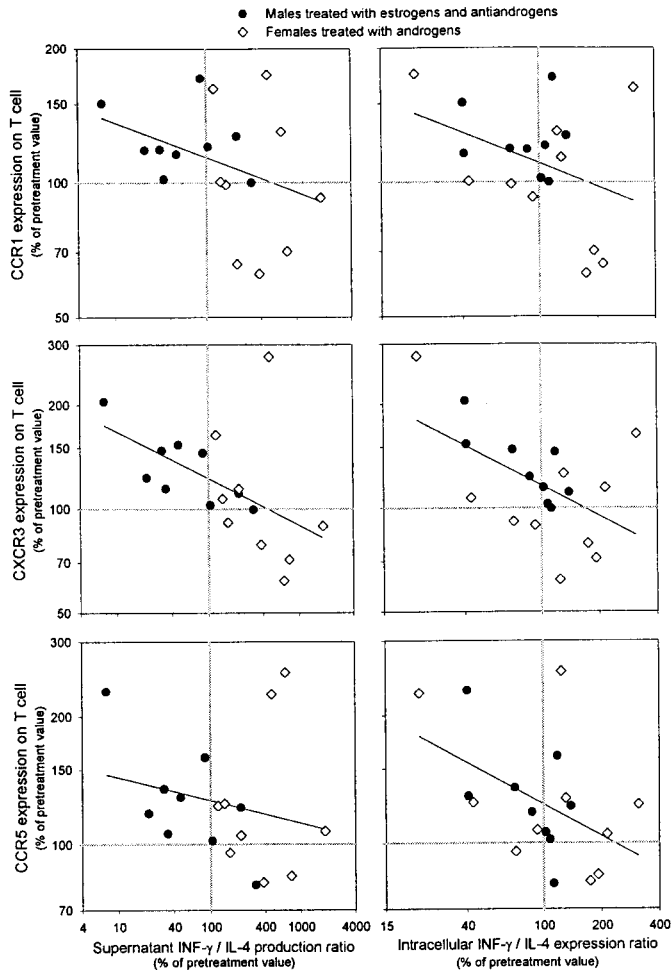 Males treated with estrogens and antiandrogens
Females treated with androgens
CCR1 expression on T cell
(% of pretreatment value)
200
150
100
70
50
CXCR3 expression on T cell
(% of pretreatment value)
300
200
150
100
70
50
CCR5 expression on T cell
(% of pretreatment value)
300
200
150
100
70
4 10 40 100 400 1000 4000
15 40 100 200 400
Supernatant INF-γ / IL-4 production ratio
(% of pretreatment value)
Intracellular INF-γ / IL-4 expression ratio
(% of pretreatment value)